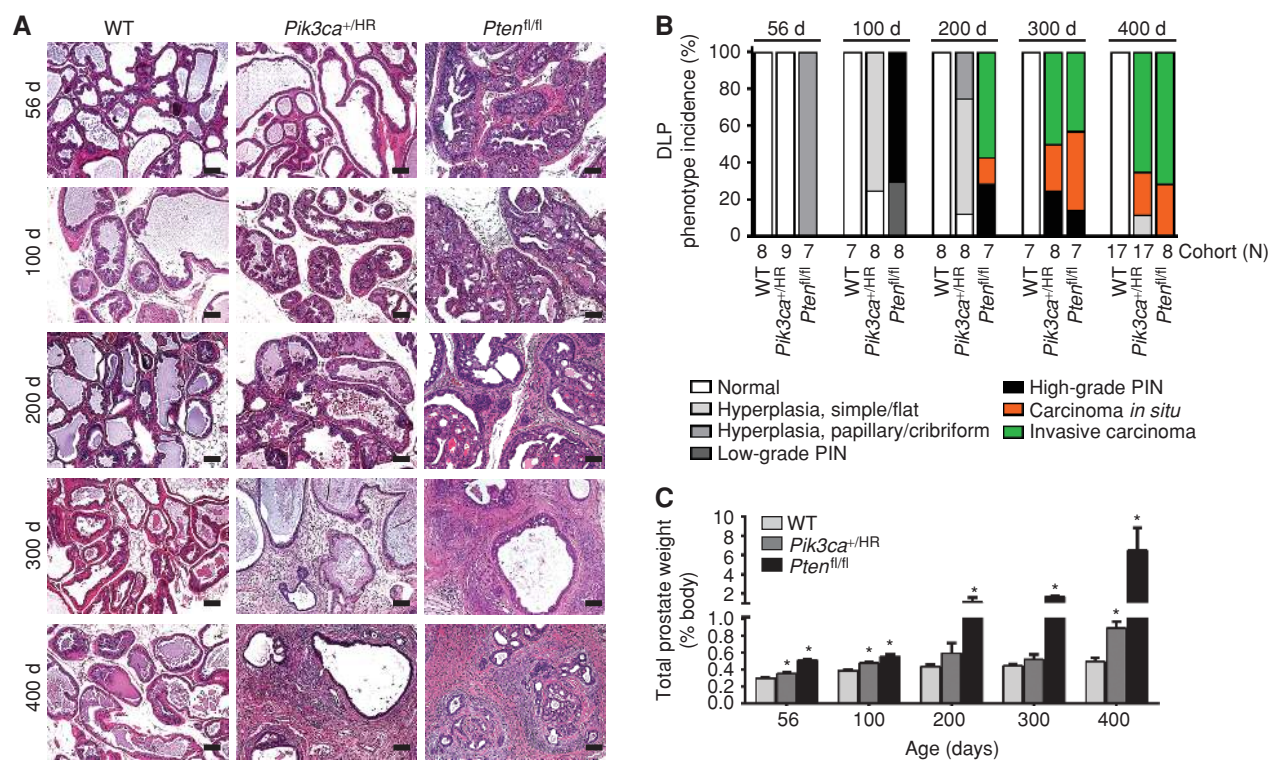 A
WT
Pik3ca+/HR
Ptenfl/fl
56 d
100 d
200 d
300 d
400 d
B
56 d 100 d 200 d 300 d 400 d
DLP
phenotype incidence (%)
100
80
60
40
20
0
8 9 7 7 8 8 8 8 7 7 8 7 17 17 8 Cohort (N)
WT
Pik3ca+/HR
Ptenfl/fl
WT
Pik3ca+/HR
Ptenfl/fl
WT
Pik3ca+/HR
Ptenfl/fl
WT
Pik3ca+/HR
Ptenfl/fl
WT
Pik3ca+/HR
Ptenfl/fl
Normal
Hyperplasia, simple/flat
Hyperplasia, papillary/cribriform
Low-grade PIN
High-grade PIN
Carcinoma in situ
Invasive carcinoma
C
Total prostate weight
(% body)
10
8
6
4
2
1.0
0.8
0.6
0.4
0.2
0.0
WT
Pik3ca+/HR
Ptenfl/fl
* * * * * * * *
56 100 200 300 400
Age (days)